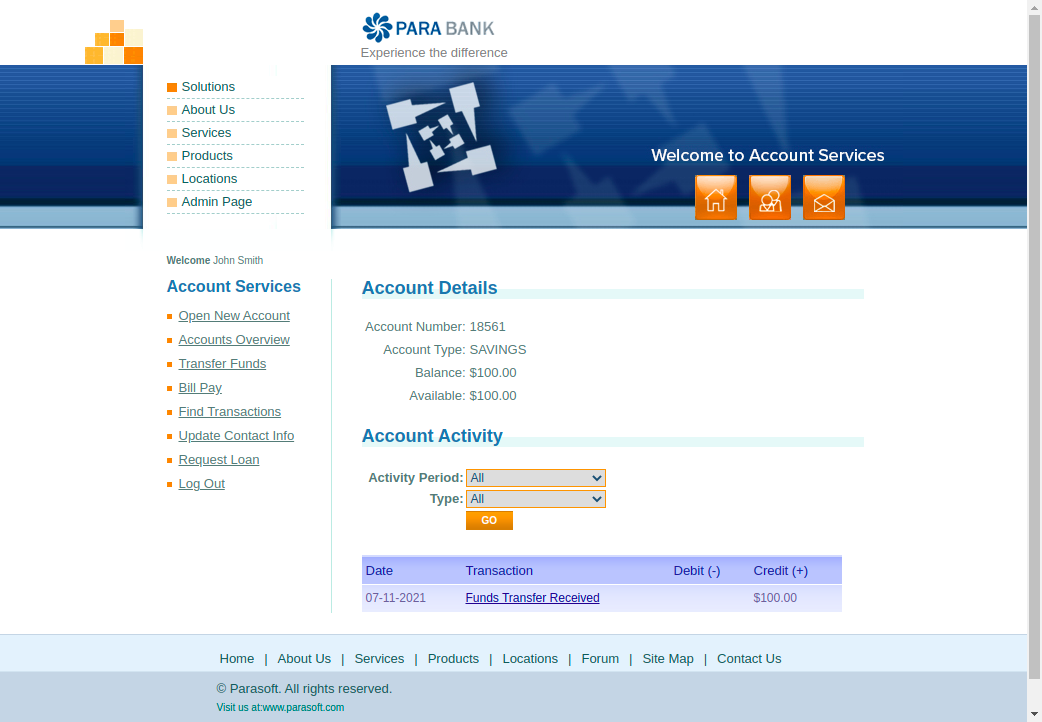 PARA BANK
Experience the difference
Solutions
About Us
Services
Products
Locations
Admin Page
Welcome to Account Services
Welcome John Smith
Account Services
Open New Account
Accounts Overview
Transfer Funds
Bill Pay
Find Transactions
Update Contact Info
Request Loan
Log Out
Account Details
Account Number: 18561
Account Type: SAVINGS
Balance: $100.00
Available: $100.00
Account Activity
Activity Period: All
Type: All
GO
Date Transaction Debit (-) Credit (+)
07-11-2021 Funds Transfer Received $100.00
Home | About Us | Services | Products | Locations | Forum | Site Map | Contact Us
© Parasoft. All rights reserved.
Visit us at:www.parasoft.com